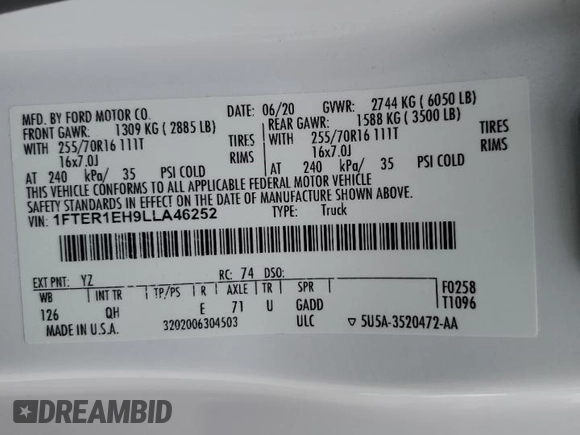 MFD. BY FORD MOTOR CO. DATE: 06/20 GVWR: 2744 KG ( 6050 LB)
FRONT GAWR: 1309 KG ( 2885 LB) REAR GAWR: 1588 KG ( 3500 LB)
WITH 255/70R16 111T TIRES WITH 255/70R16 111T TIRES
16x7.0J RIMS 16x7.0J RIMS
AT 240 kPa/ 35 PSI COLD AT 240 kPa/ 35 PSI COLD
THIS VEHICLE CONFORMS TO ALL APPLICABLE FEDERAL MOTOR VEHICLE
SAFETY STANDARDS IN EFFECT ON THE DATE OF MANUFACTURE SHOWN ABOVE.
VIN: 1FTER1EH9LLA46252 TYPE: Truck
EXT PNT: YZ RC: 74 DSO:
WB INT TR TP/PS R AXLE TR SPR F0258
126 QH E 71 U GADD T1096
MADE IN U.S.A. 3202006304503 ULC ▽ 5U5A-3520472-AA
DREAMBID